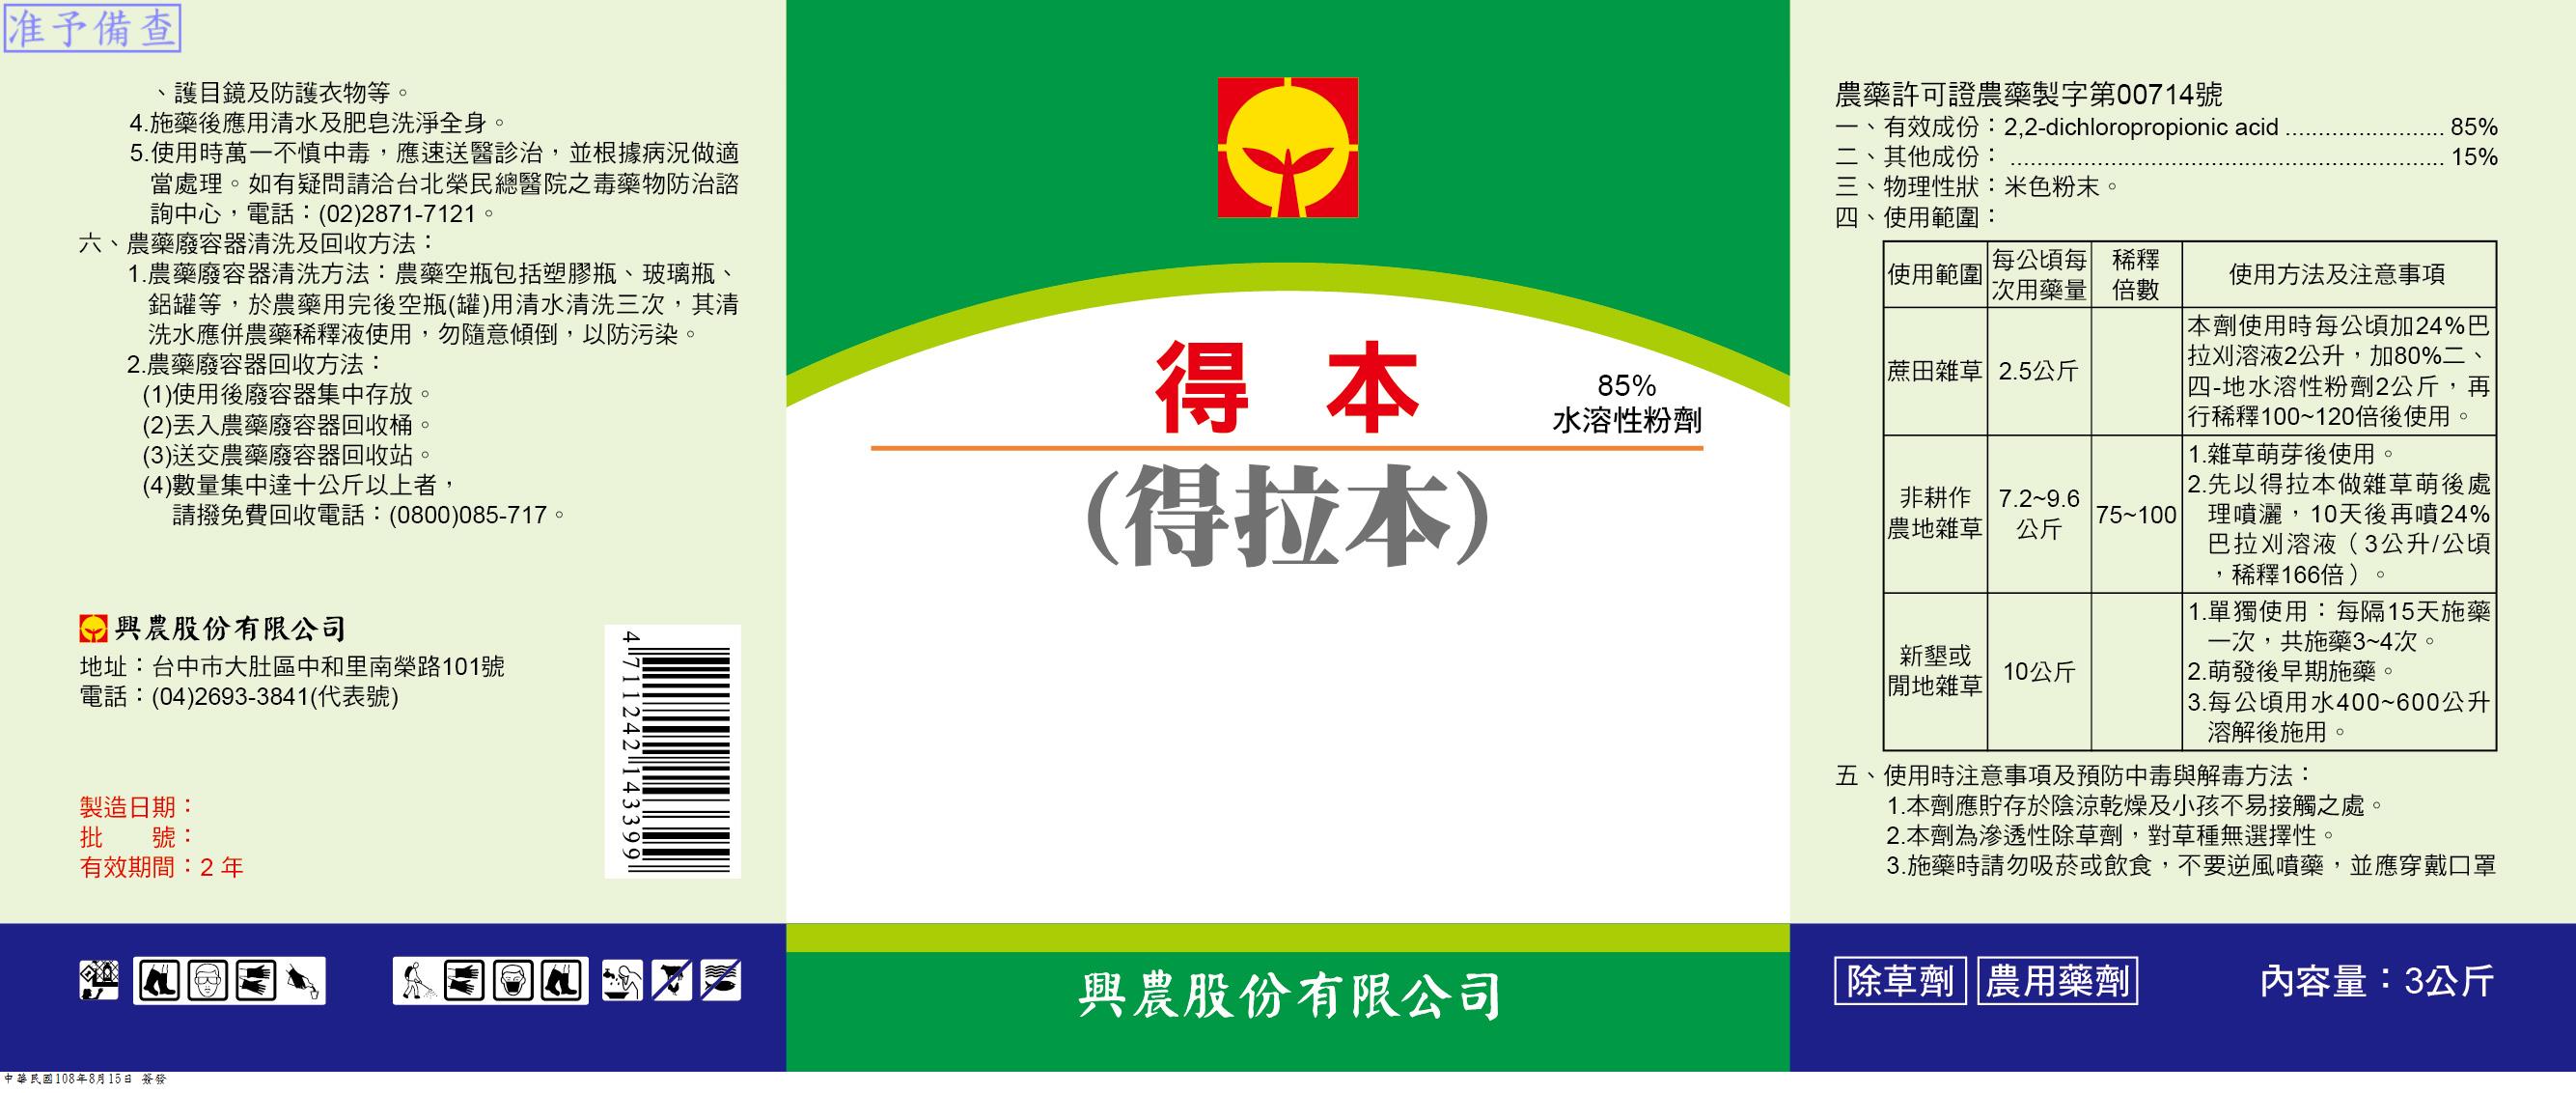 准予備查
、護目鏡及防護衣物等。
4.施藥後應用清水及肥皂洗淨全身。
5.使用時萬一不慎中毒，應速送醫診治，並根據病況做適
當處理。如有疑問請洽台北榮民總醫院之毒藥物防治諮
詢中心，電話：(02)2871-7121。
六、農藥廢容器清洗及回收方法：
1.農藥廢容器清洗方法：農藥空瓶包括塑膠瓶、玻璃瓶、
鋁罐等，於農藥用完後空瓶(罐)用清水清洗三次，其清
洗水應併農藥稀釋液使用，勿隨意傾倒，以防污染。
2.農藥廢容器回收方法：
(1)使用後廢容器集中存放。
(2)丟入農藥廢容器回收桶。
(3)送交農藥廢容器回收站。
(4)數量集中達十公斤以上者，
請撥免費回收電話：(0800)085-717。
興農股份有限公司
地址：台中市大肚區中和里南榮路101號
電話：(04)2693-3841(代表號)
製造日期：
批　　號：
有效期間：2 年
4 711242 143399
中華民國108年8月15日 簽發
得 本
85%
水溶性粉劑
(得拉本)
興農股份有限公司
農藥許可證農藥製字第00714號
一、有效成份：2,2-dichloropropionic acid ........................ 85%
二、其他成份： ................................................................. 15%
三、物理性狀：米色粉末。
四、使用範圍：
使用範圍 每公頃每次用藥量 稀釋倍數 使用方法及注意事項
蔗田雜草 2.5公斤
本劑使用時每公頃加24%巴
拉刈溶液2公升，加80%二、
四-地水溶性粉劑2公斤，再
行稀釋100~120倍後使用。
非耕作
農地雜草
7.2~9.6
公斤
75~100
1.雜草萌芽後使用。
2.先以得拉本做雜草萌後處
理噴灑，10天後再噴24%
巴拉刈溶液（3公升/公頃
，稀釋166倍）。
新墾或
閒地雜草
10公斤
1.單獨使用：每隔15天施藥
一次，共施藥3~4次。
2.萌發後早期施藥。
3.每公頃用水400~600公升
溶解後施用。
五、使用時注意事項及預防中毒與解毒方法：
1.本劑應貯存於陰涼乾燥及小孩不易接觸之處。
2.本劑為滲透性除草劑，對草種無選擇性。
3.施藥時請勿吸菸或飲食，不要逆風噴藥，並應穿戴口罩
除草劑 農用藥劑 內容量：3公斤